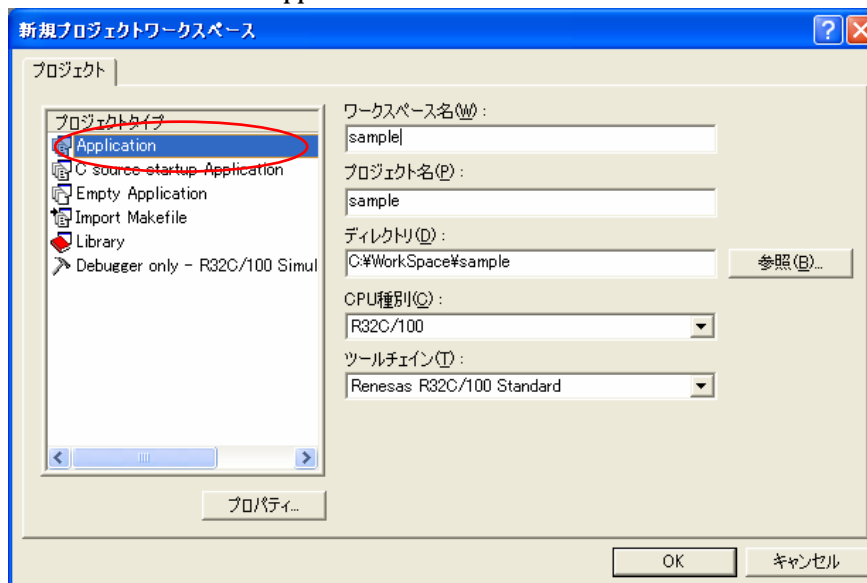 新規プロジェクトワークスペース
プロジェクト
プロジェクトタイプ
Application
C source startup Application
Empty Application
Import Makefile
Library
Debugger only - R32C/100 Simul
プロパティ...
ワークスペース名(W):
sample
プロジェクト名(P):
sample
ディレクトリ(D):
C:¥WorkSpace¥sample
参照(B)...
CPU種別(C):
R32C/100
ツールチェイン(T):
Renesas R32C/100 Standard
OK
キャンセル